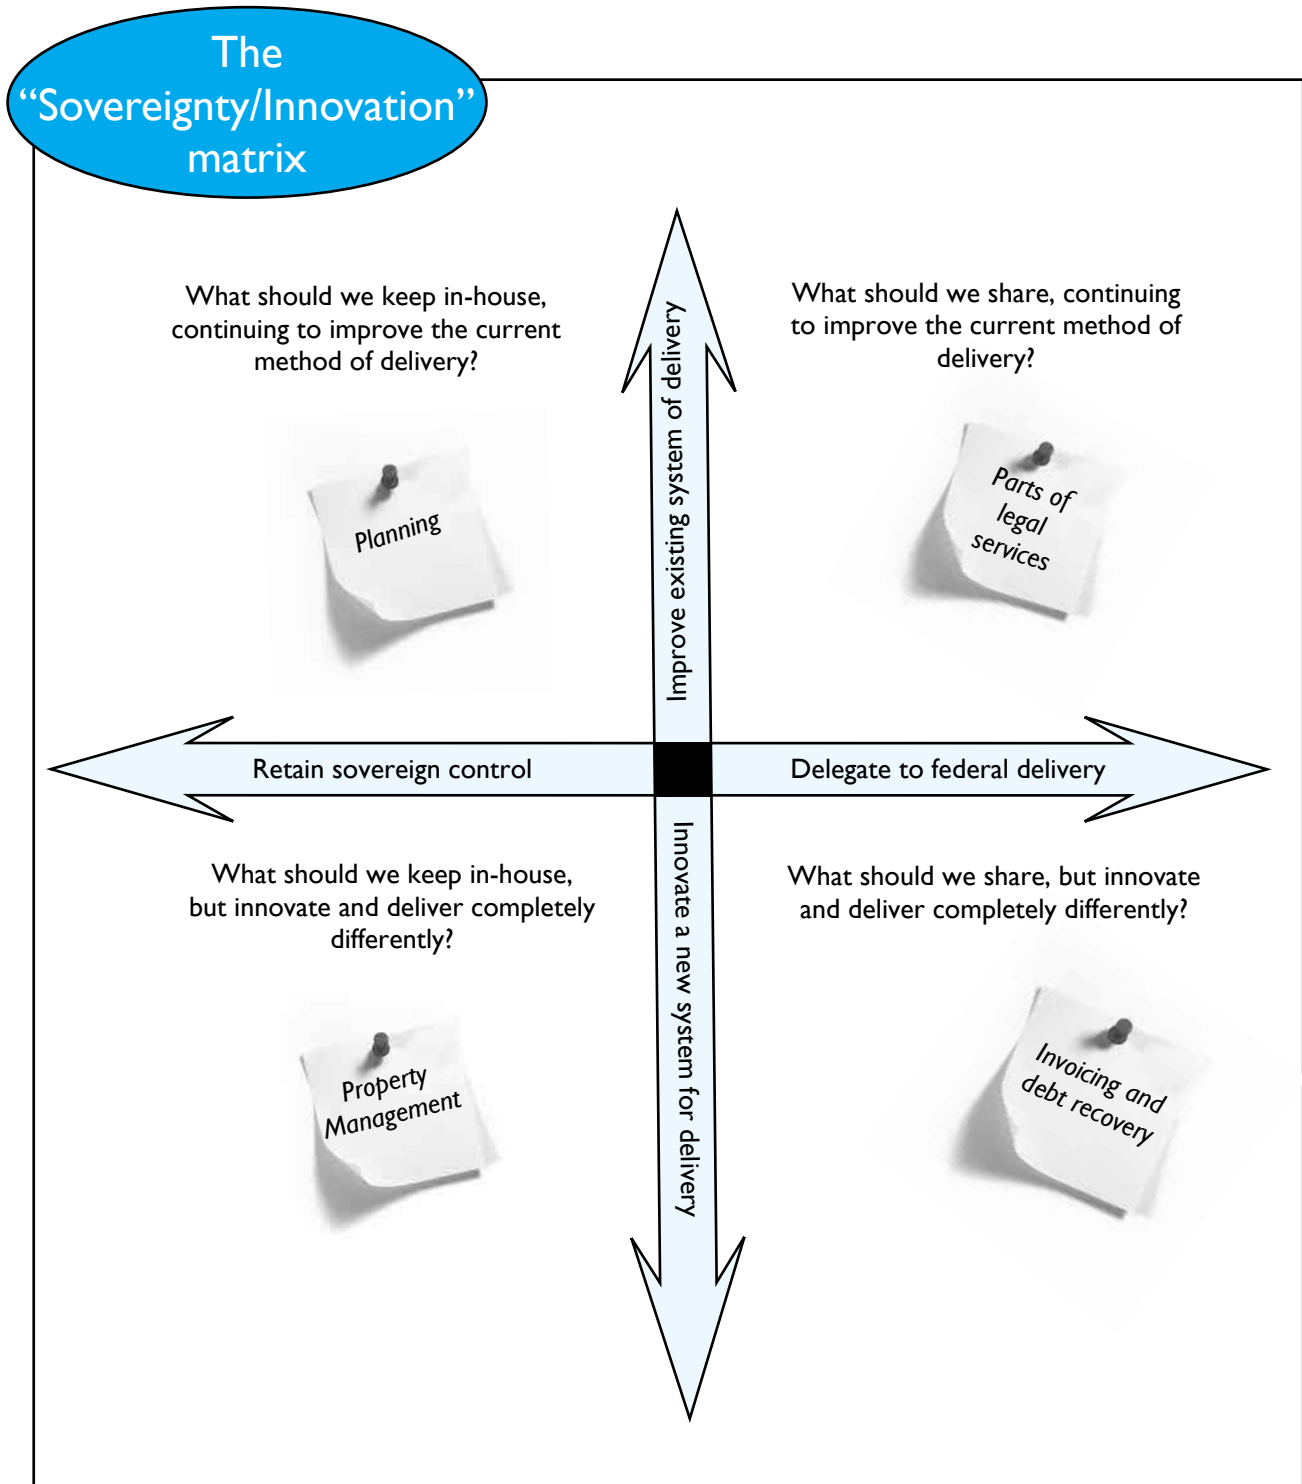 The
“Sovereignty/Innovation”
matrix
What should we keep in-house,
continuing to improve the current
method of delivery?
What should we share, continuing
to improve the current method of
delivery?
Improve existing system of delivery
Planning
Parts of
legal
services
Retain sovereign control
Delegate to federal delivery
What should we keep in-house,
but innovate and deliver completely
differently?
What should we share, but innovate
and deliver completely differently?
Innovate a new system for delivery
Property
Management
Invoicing and
debt recovery